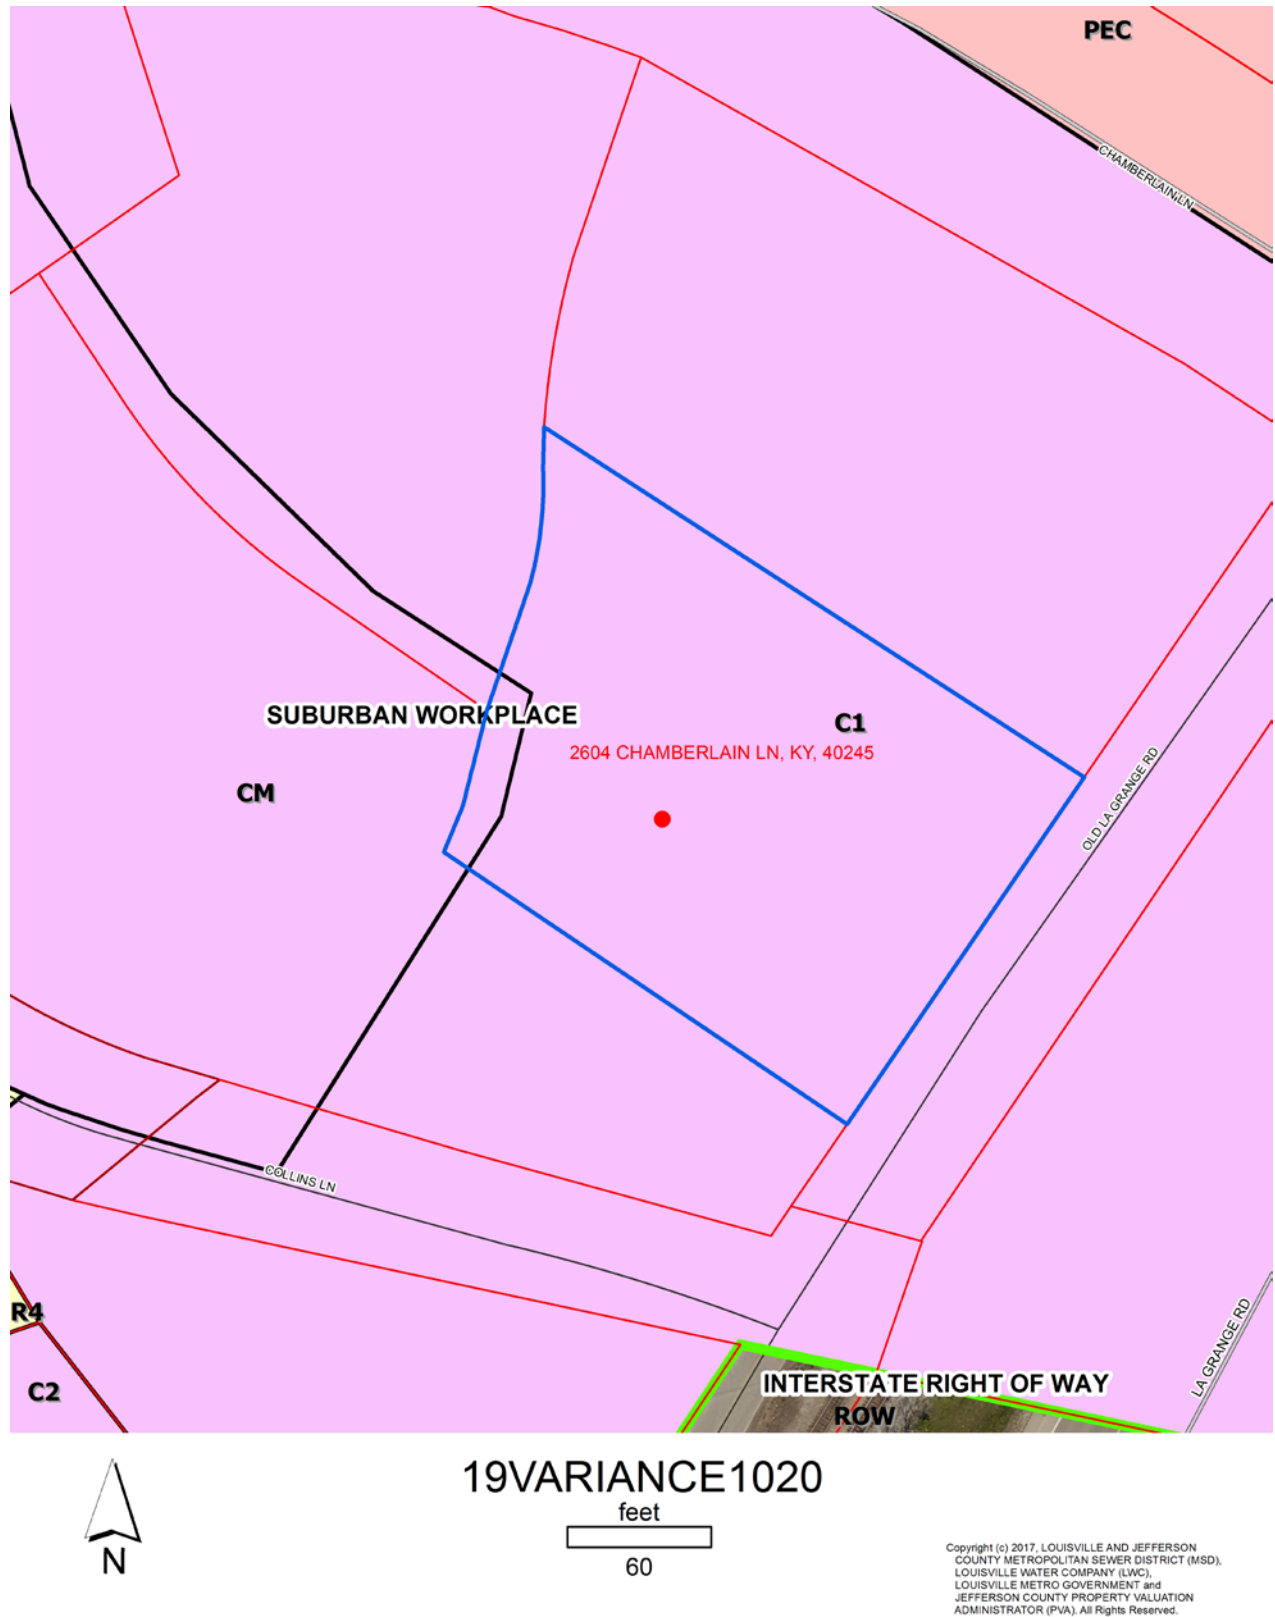 PEC
CHAMBERLAIN LN
SUBURBAN WORKPLACE
C1
2604 CHAMBERLAIN LN, KY, 40245
OLD LA GRANGE RD
CM
COLLINS LN
R4
C2
LA GRANGE RD
INTERSTATE RIGHT OF WAY
ROW
19VARIANCE1020
feet
60
N
Copyright (c) 2017, LOUISVILLE AND JEFFERSON
COUNTY METROPOLITAN SEWER DISTRICT (MSD),
LOUISVILLE WATER COMPANY (LWC),
LOUISVILLE METRO GOVERNMENT and
JEFFERSON COUNTY PROPERTY VALUATION
ADMINISTRATOR (PVA). All Rights Reserved.